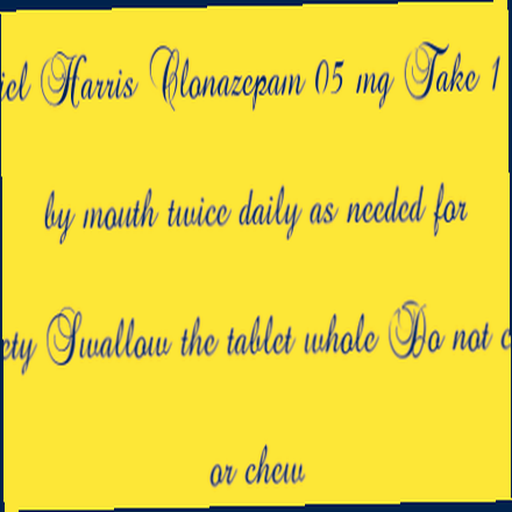 Harris Clonazepam 05 mg Take 1
by mouth twice daily as needed for
Swallow the tablet whole Do not
or chew